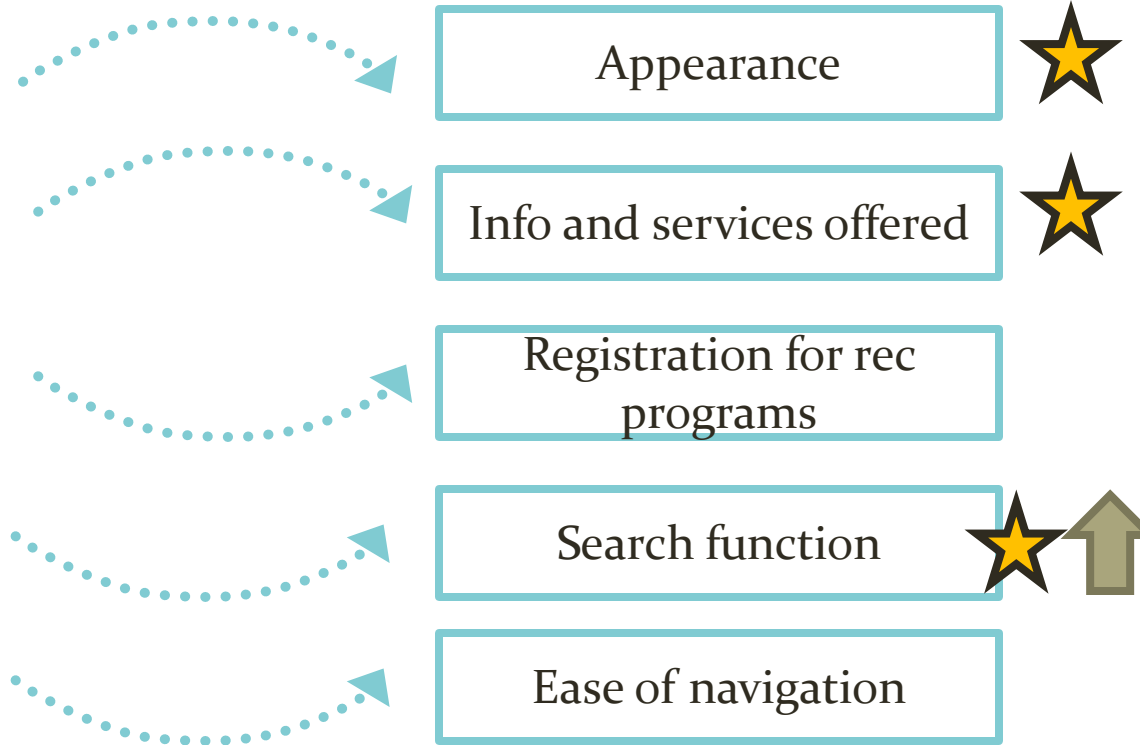 Appearance
Info and services offered
Registration for rec
programs
Search function
Ease of navigation